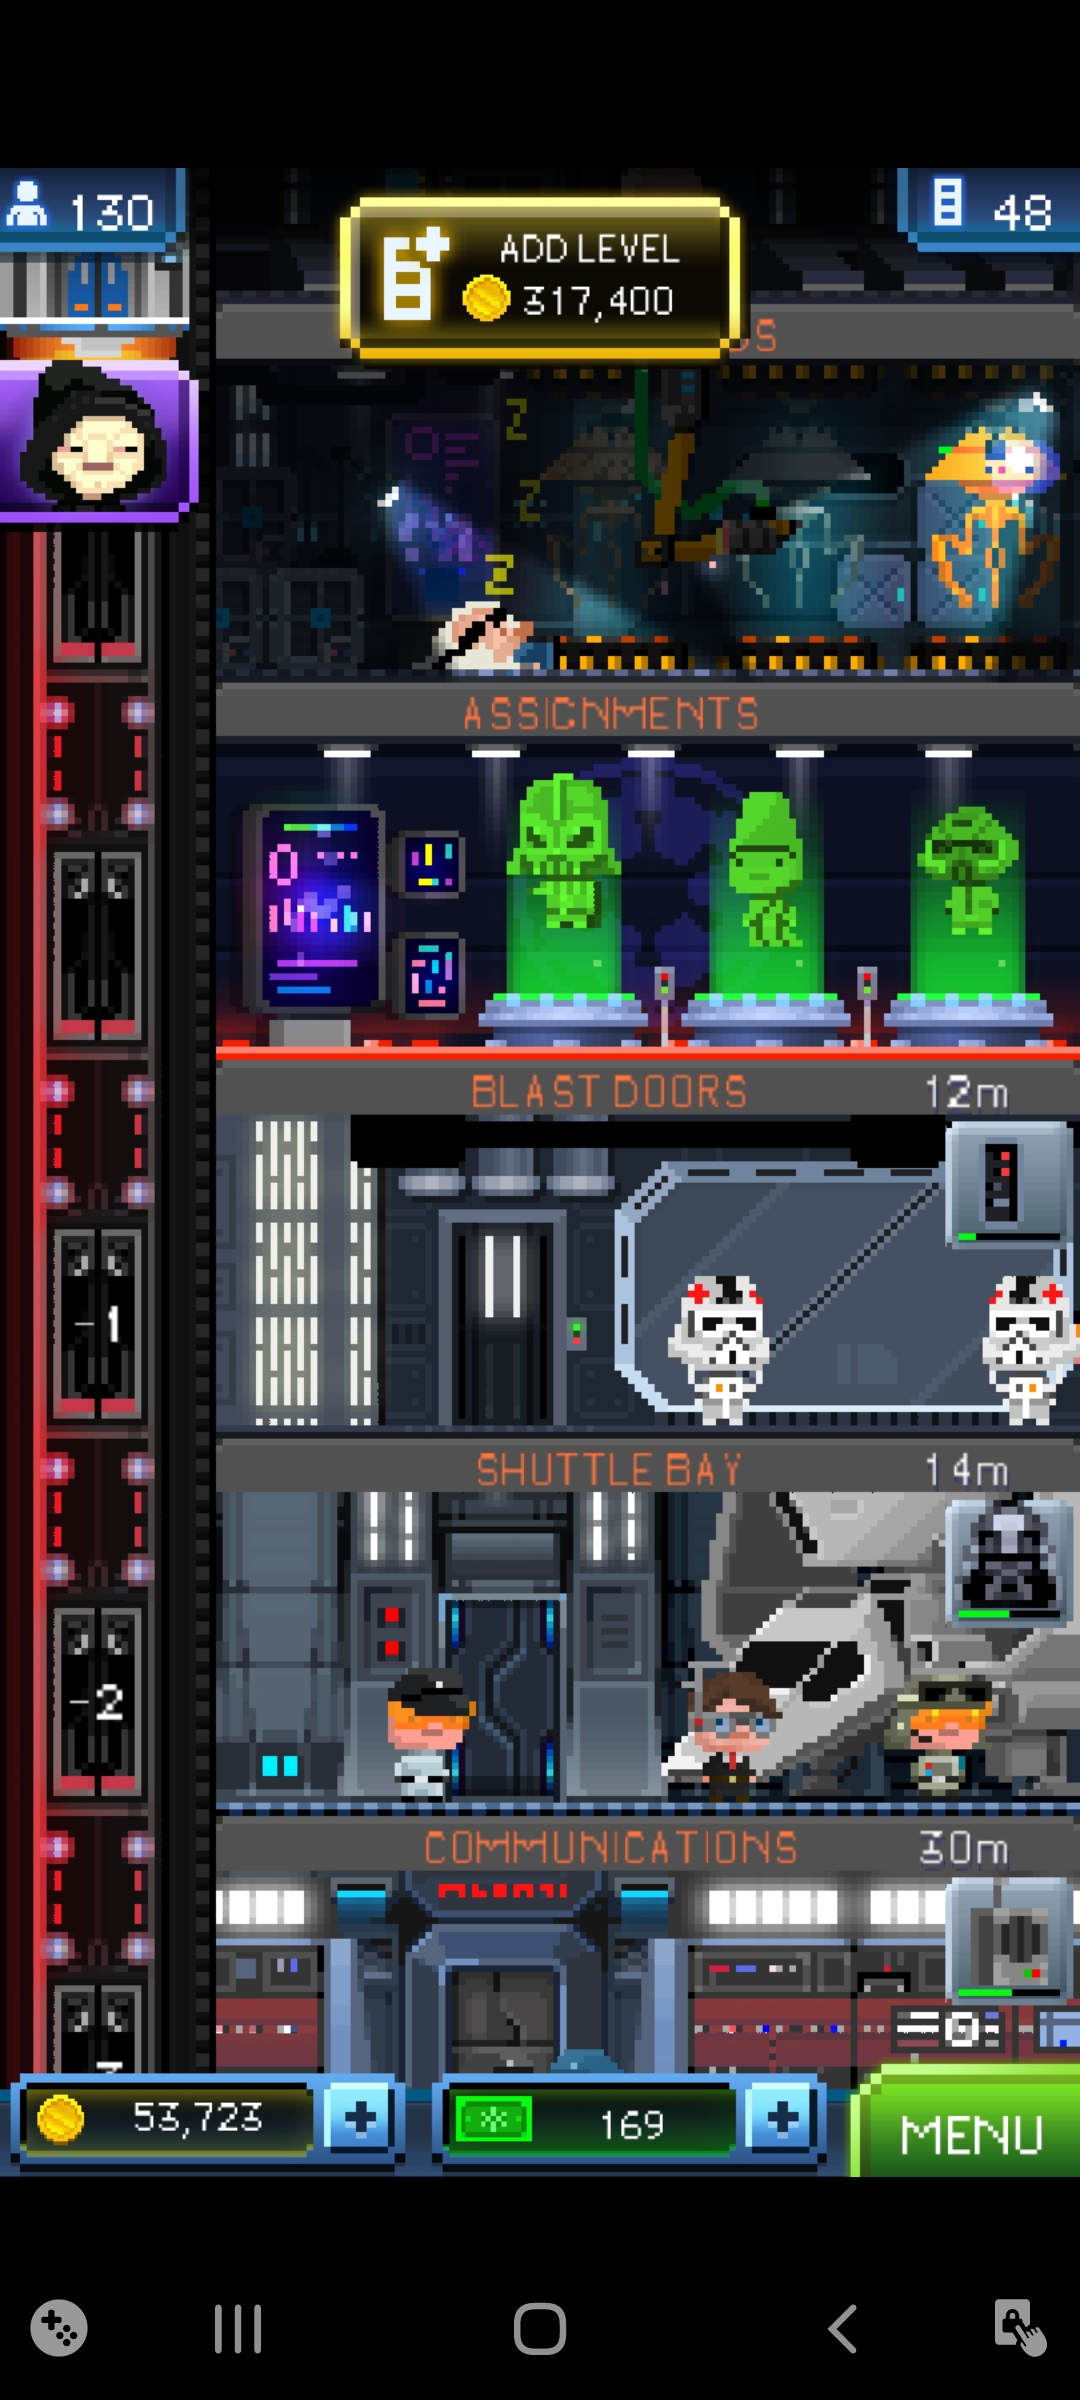 130
ADD LEVEL
317,400
48
Z
Z
Z
ASSIGNMENTS
BLAST DOORS 12m
-1
SHUTTLE BAY 14m
-2
COMMUNICATIONS 30m
53,723
169
MENU